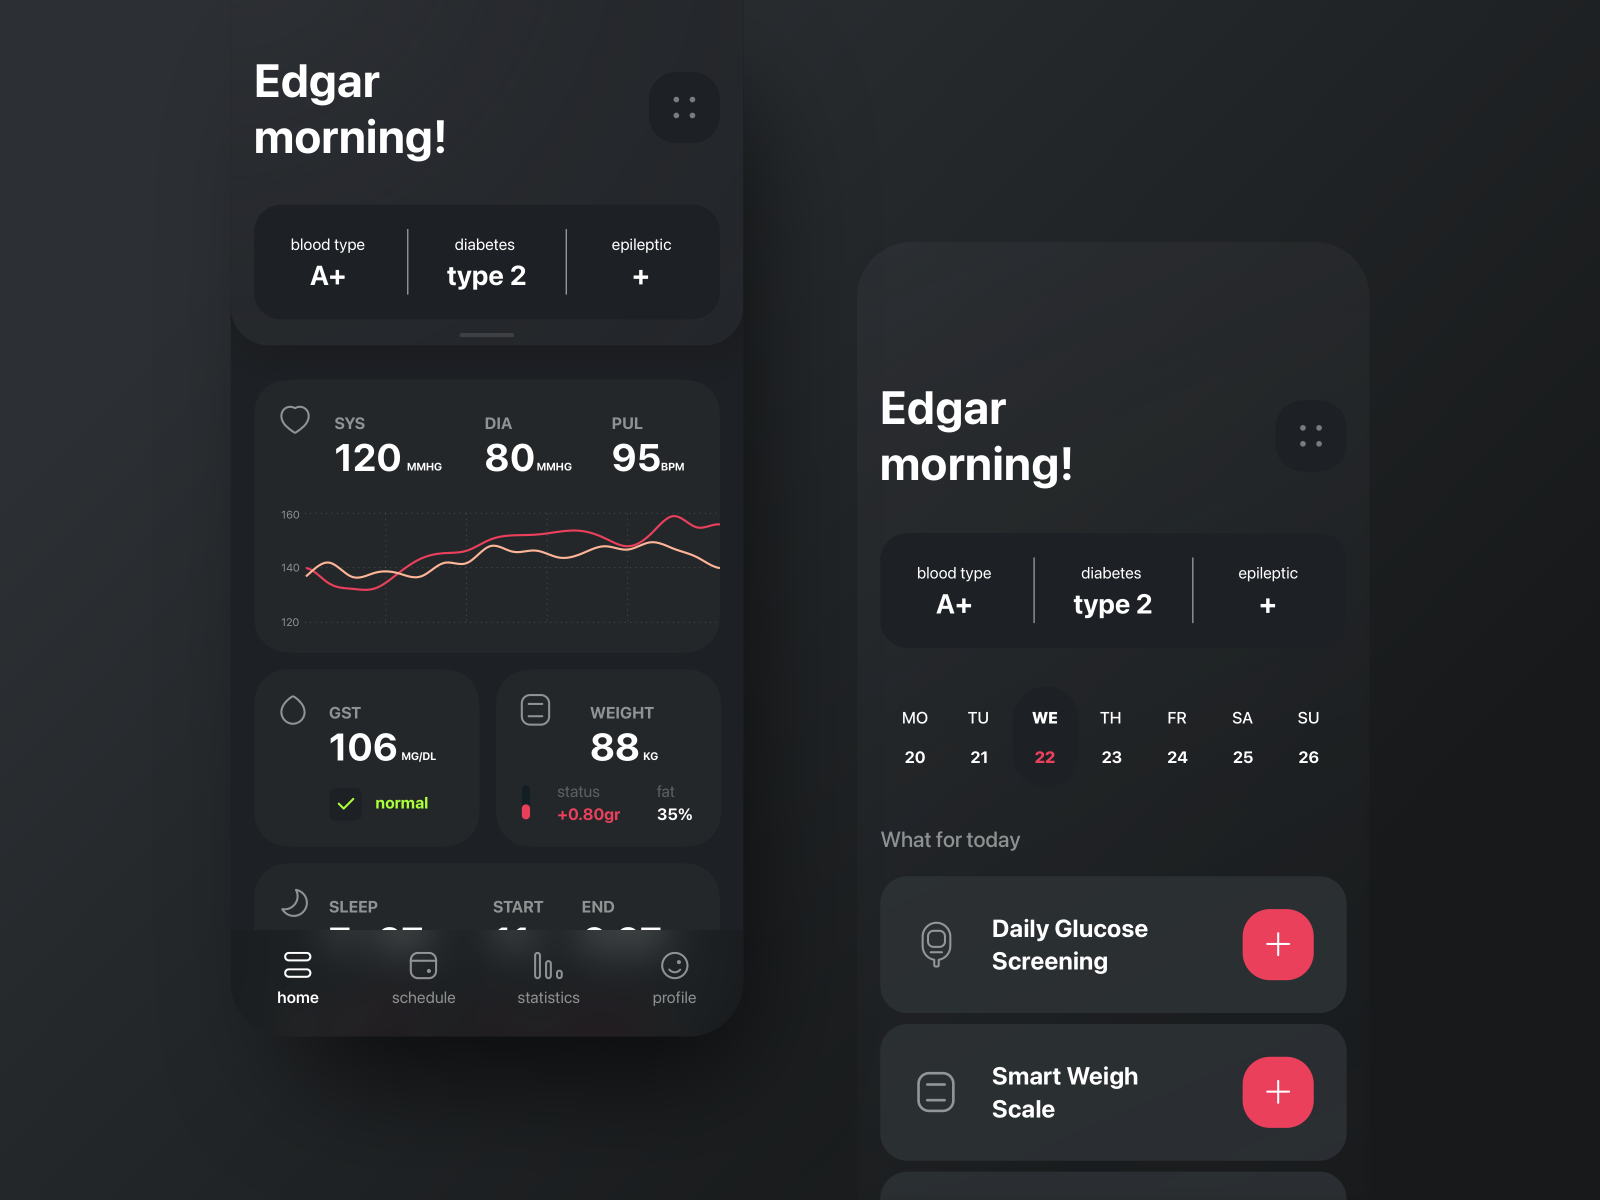 Edgar
morning!
blood type diabetes epileptic
A+ type 2 +
SYS DIA PUL
120 MMHG 80 MMHG 95 BPM
160
140
120
GST
106 MG/DL
normal
WEIGHT
88 KG
status fat
+0.80gr 35%
SLEEP START END
home schedule statistics profile
Edgar
morning!
blood type diabetes epileptic
A+ type 2 +
MO TU WE TH FR SA SU
20 21 22 23 24 25 26
What for today
Daily Glucose
Screening
Smart Weigh
Scale